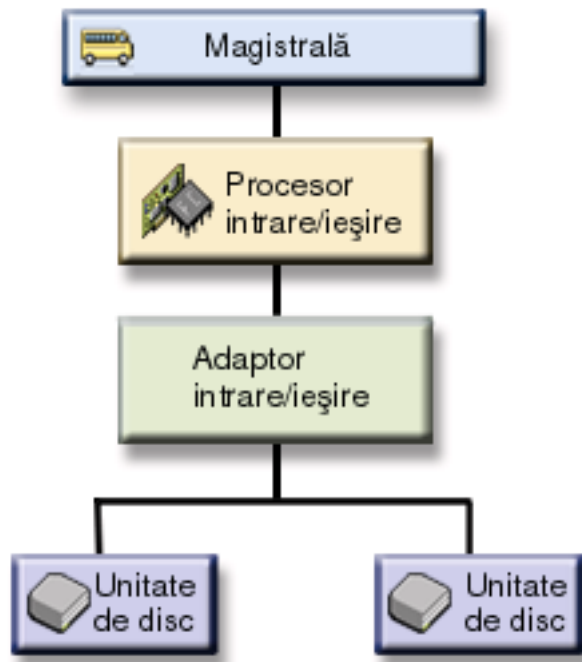 Magistrală
Procesor
intrare/ieşire
Adaptor
intrare/ieşire
Unitate
de disc
Unitate
de disc